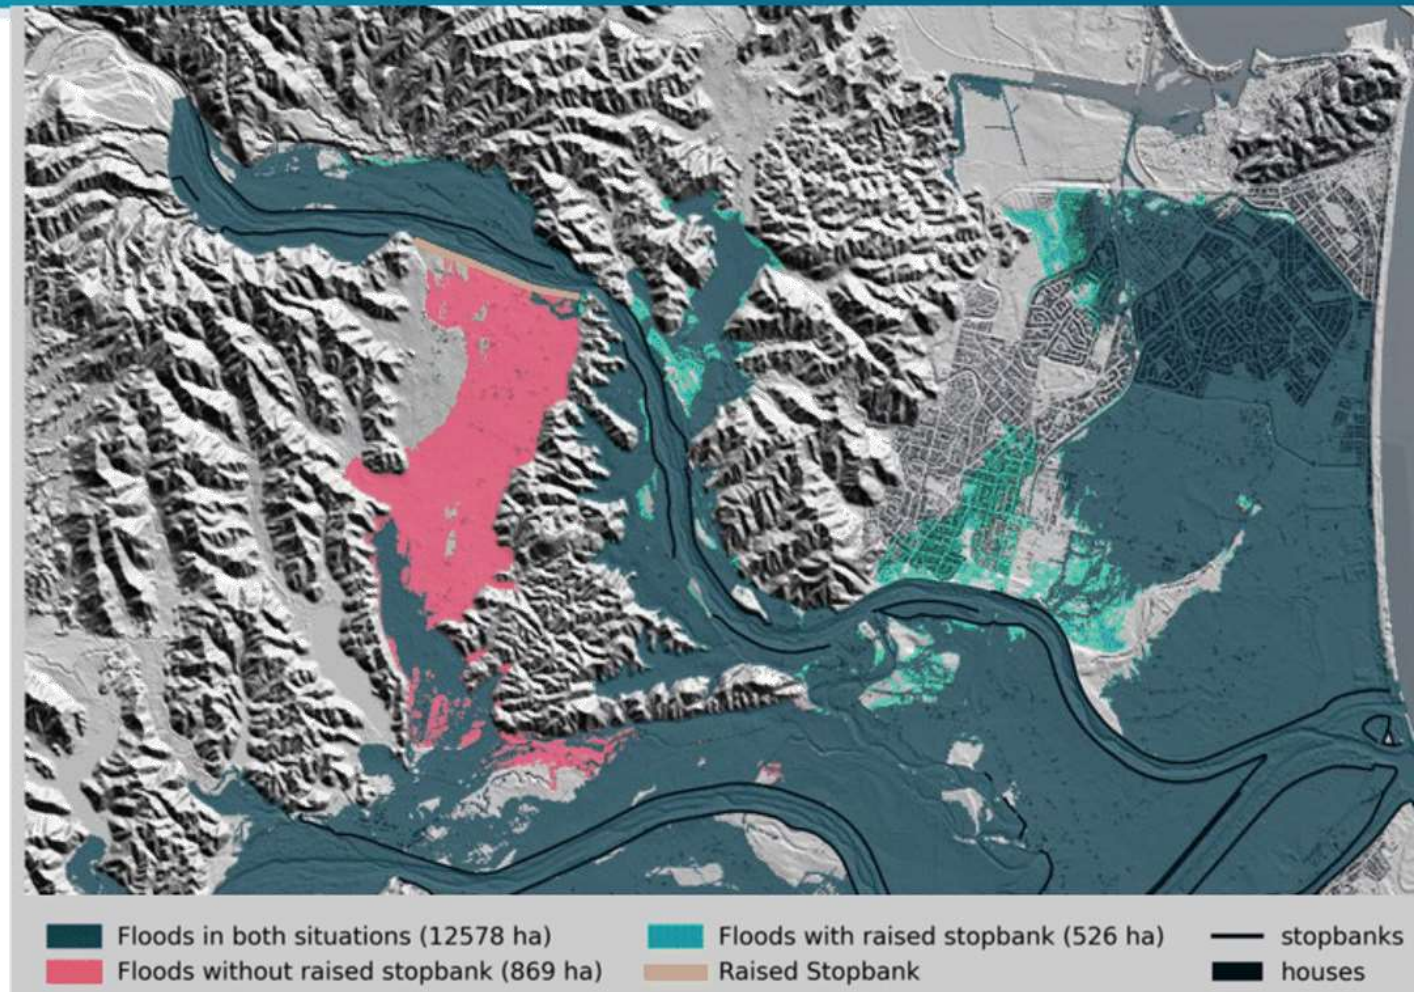 Floods in both situations (12578 ha)
Floods with raised stopbank (526 ha)
stopbanks
Floods without raised stopbank (869 ha)
Raised Stopbank
houses